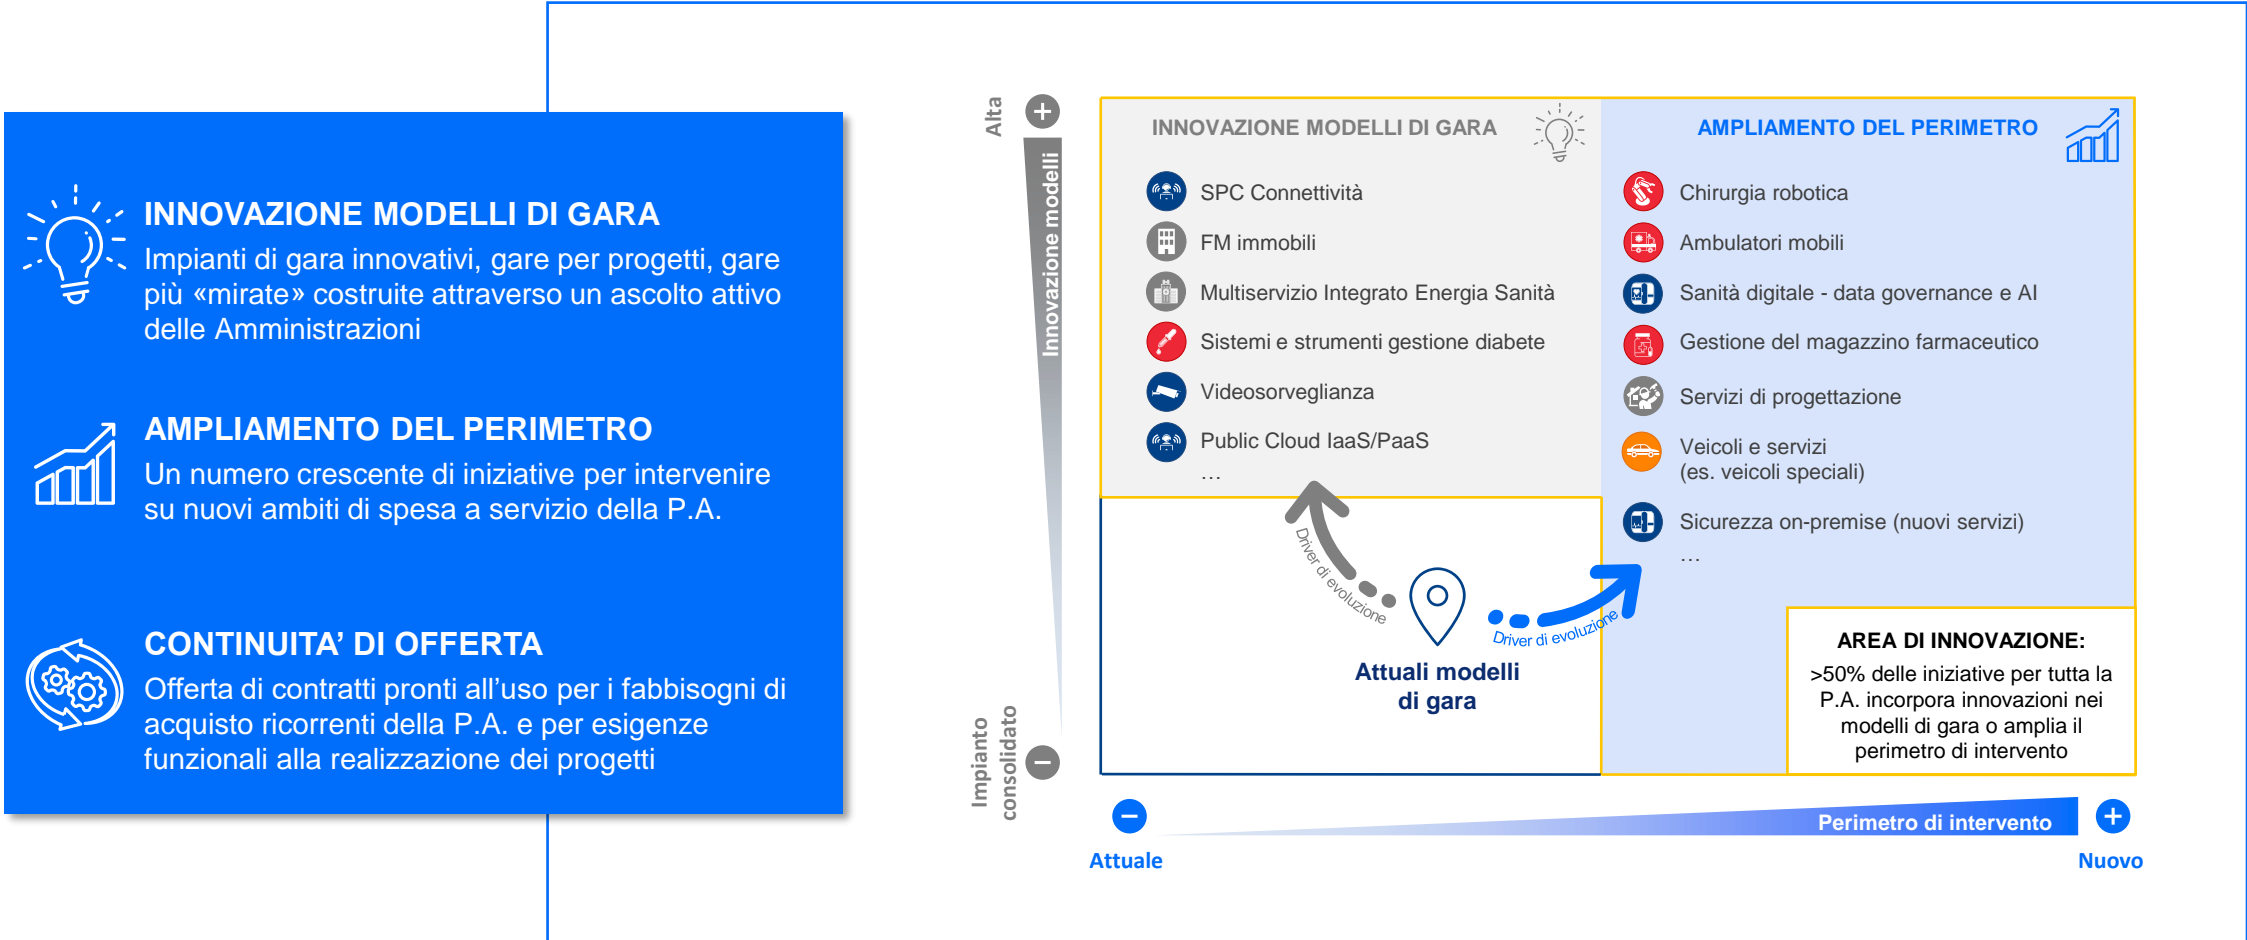 INNOVAZIONE MODELLI DI GARA
Impianti di gara innovativi, gare per progetti, gare
più «mirate» costruite attraverso un ascolto attivo
delle Amministrazioni
AMPLIAMENTO DEL PERIMETRO
Un numero crescente di iniziative per intervenire
su nuovi ambiti di spesa a servizio della P.A.
CONTINUITA’ DI OFFERTA
Offerta di contratti pronti all’uso per i fabbisogni di
acquisto ricorrenti della P.A. e per esigenze
funzionali alla realizzazione dei progetti
Alta
Innovazione modelli
Impianto
consolidato
INNOVAZIONE MODELLI DI GARA
SPC Connettività
FM immobili
Multiservizio Integrato Energia Sanità
Sistemi e strumenti gestione diabete
Videosorveglianza
Public Cloud IaaS/PaaS
…
AMPLIAMENTO DEL PERIMETRO
Chirurgia robotica
Ambulatori mobili
Sanità digitale - data governance e AI
Gestione del magazzino farmaceutico
Servizi di progettazione
Veicoli e servizi
(es. veicoli speciali)
Sicurezza on-premise (nuovi servizi)
…
Driver di evoluzione
Driver di evoluzione
Attuali modelli
di gara
AREA DI INNOVAZIONE:
>50% delle iniziative per tutta la
P.A. incorpora innovazioni nei
modelli di gara o amplia il
perimetro di intervento
Perimetro di intervento
Attuale
Nuovo